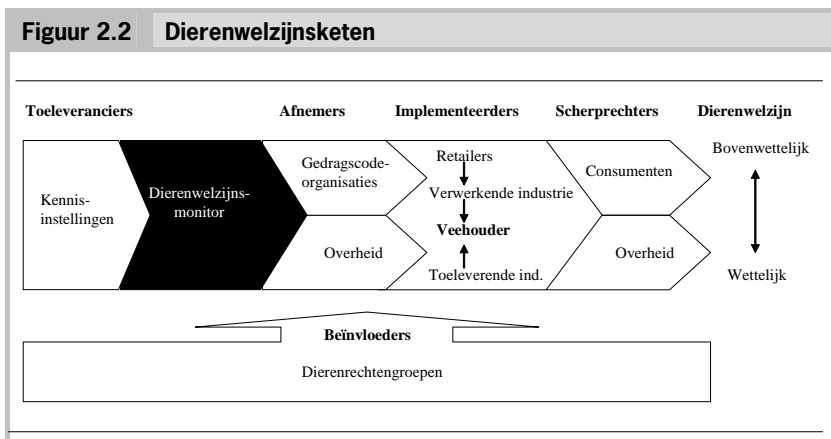 Figuur 2.2 Dierenwelzijnsketen
Toeleveranciers Afnemers Implementeerders Scherprechters Dierenwelzijn
Kennis-
instellingen
Dierenwelzijns-
monitor
Gedragscode-
organisaties
Overheid
Retailers
Verwerkende industrie
Veehouder
Toeleverende ind.
Consumenten
Overheid
Bovenwettelijk
Wettelijk
Beïnvloeders
Dierenrechtengroepen